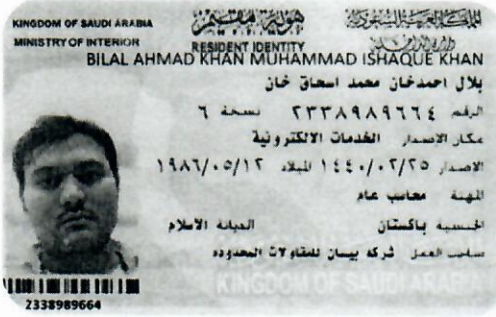 KINGDOM OF SAUDI ARABIA
هوية مقيم
المملكة العربية السعودية
MINISTRY OF INTERIOR
RESIDENT IDENTITY
وزارة الداخلية
BILAL AHMAD KHAN MUHAMMAD ISHAQUE KHAN
بلال احمدخان محمد اسحاق خان
الرقم ٢٣٣٨٩٨٩٦٦٤ نسخة ٦
مكان الاصدار الخدمات الالكترونية
الاصدار ١٤٤٠/٠٢/٢٥ الميلاد ١٩٨٦/٠٥/١٢
المهنة محاسب عام
الجنسية باكستان الديانة الاسلام
صاحب العمل شركه بيسان للمقاولات المحدوده
KINGDOM OF SAUDI ARABIA
2338989664